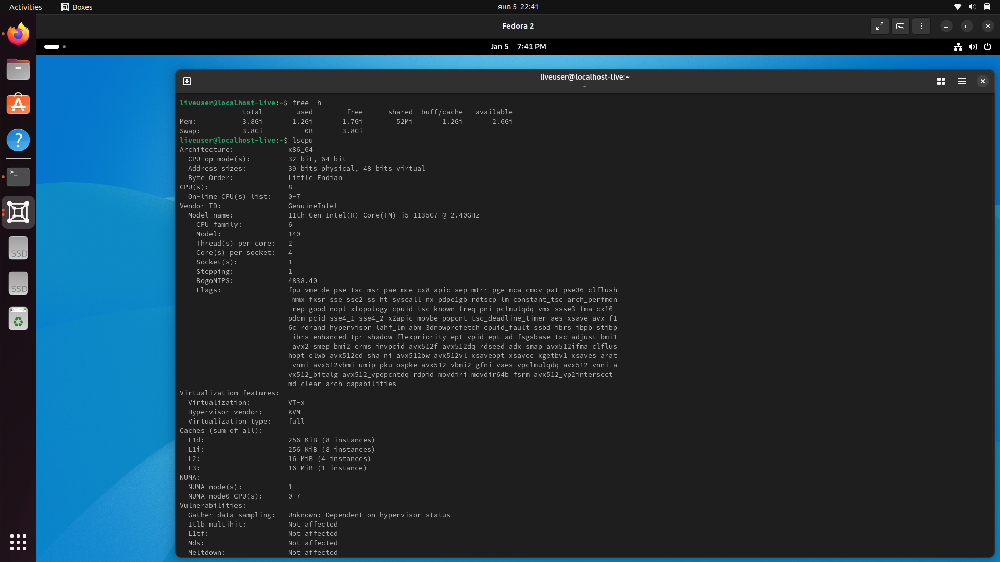 Activities Boxes янв 5 22:41
Fedora 2
Jan 5 7:41 PM
liveuser@localhost-live:~
~
liveuser@localhost-live:~$ free -h
total used free shared buff/cache available
Mem: 3.8Gi 1.2Gi 1.7Gi 52Mi 1.2Gi 2.6Gi
Swap: 3.8Gi 0B 3.8Gi
liveuser@localhost-live:~$ lscpu
Architecture: x86_64
CPU op-mode(s): 32-bit, 64-bit
Address sizes: 39 bits physical, 48 bits virtual
Byte Order: Little Endian
CPU(s): 8
On-line CPU(s) list: 0-7
Vendor ID: GenuineIntel
Model name: 11th Gen Intel(R) Core(TM) i5-1135G7 @ 2.40GHz
CPU family: 6
Model: 140
Thread(s) per core: 2
Core(s) per socket: 4
Socket(s): 1
Stepping: 1
BogoMIPS: 4838.40
Flags: fpu vme de pse tsc msr pae mce cx8 apic sep mtrr pge mca cmov pat pse36 clflush
mmx fxsr sse sse2 ss ht syscall nx pdpe1gb rdtscp lm constant_tsc arch_perfmon
rep_good nopl xtopology cpuid tsc_known_freq pni pclmulqdq vmx ssse3 fma cx16
pdcm pcid sse4_1 sse4_2 x2apic movbe popcnt tsc_deadline_timer aes xsave avx f1
6c rdrand hypervisor lahf_lm abm 3dnowprefetch cpuid_fault ssbd ibrs ibpb stibp
ibrs_enhanced tpr_shadow flexpriority ept vpid ept_ad fsgsbase tsc_adjust bmi1
avx2 smep bmi2 erms invpcid avx512f avx512dq rdseed adx smap avx512ifma clflus
hopt clwb avx512cd sha_ni avx512bw avx512vl xsaveopt xsavec xgetbv1 xsaves arat
vnmi avx512vbmi umip pku ospke avx512_vbmi2 gfni vaes vpclmulqdq avx512_vnni a
vx512_bitalg avx512_vpopcntdq rdpid movdiri movdir64b fsrm avx512_vp2intersect
md_clear arch_capabilities
Virtualization features:
Virtualization: VT-x
Hypervisor vendor: KVM
Virtualization type: full
Caches (sum of all):
L1d: 256 KiB (8 instances)
L1i: 256 KiB (8 instances)
L2: 16 MiB (4 instances)
L3: 16 MiB (1 instance)
NUMA:
NUMA node(s): 1
NUMA node0 CPU(s): 0-7
Vulnerabilities:
Gather data sampling: Unknown: Dependent on hypervisor status
Itlb multihit: Not affected
L1tf: Not affected
Mds: Not affected
Meltdown: Not affected
>_
SSD
SSD